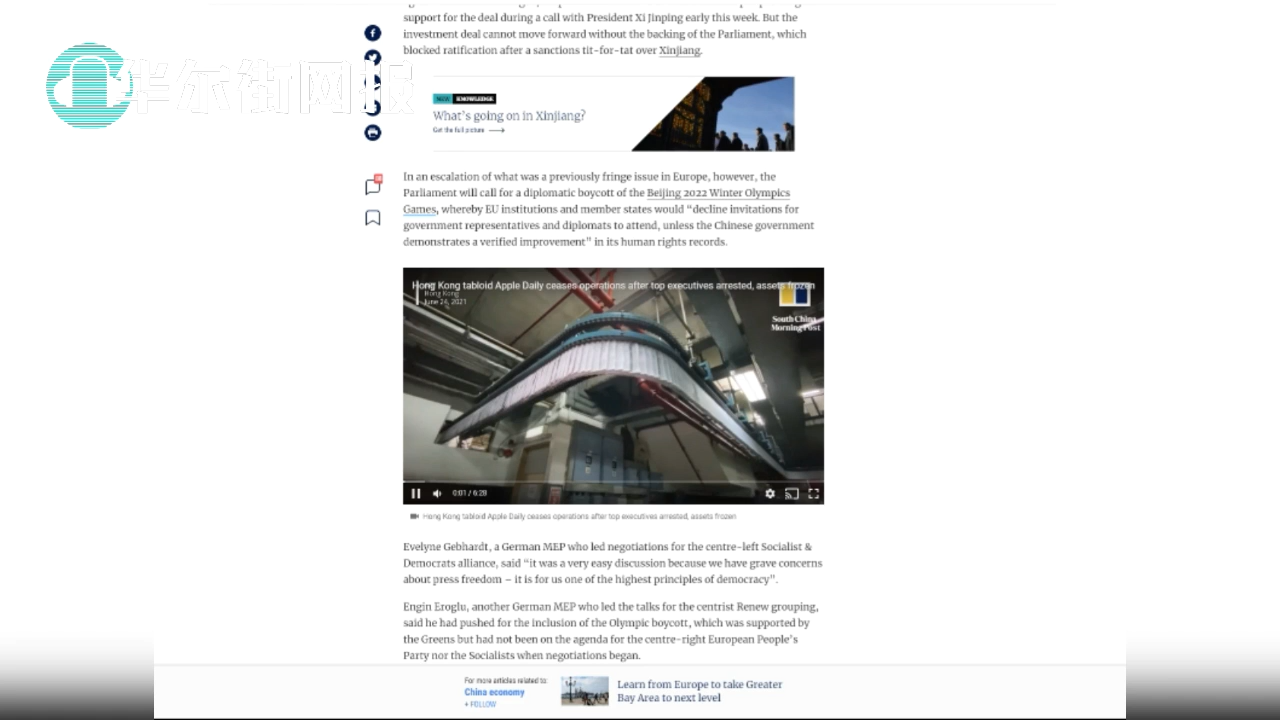 support for the deal during a call with President Xi Jinping early this week. But the
investment deal cannot move forward without the backing of the Parliament, which
blocked ratification after a sanctions tit-for-tat over Xinjiang.
华尔街网报
SCMP KNOWLEDGE
What's going on in Xinjiang?
Get the full picture
In an escalation of what was a previously fringe issue in Europe, however, the
Parliament will call for a diplomatic boycott of the Beijing 2022 Winter Olympics
Games, whereby EU institutions and member states would “decline invitations for
government representatives and diplomats to attend, unless the Chinese government
demonstrates a verified improvement” in its human rights records.
Hong Kong tabloid Apple Daily ceases operations after top executives arrested, assets frozen
Hong Kong
June 24, 2021
South China
Morning Post
0:01 / 6:28
Hong Kong tabloid Apple Daily ceases operations after top executives arrested, assets frozen
Evelyne Gebhardt, a German MEP who led negotiations for the centre-left Socialist &
Democrats alliance, said “it was a very easy discussion because we have grave concerns
about press freedom – it is for us one of the highest principles of democracy”.
Engin Eroglu, another German MEP who led the talks for the centrist Renew grouping,
said he had pushed for the inclusion of the Olympic boycott, which was supported by
the Greens but had not been on the agenda for the centre-right European People's
Party nor the Socialists when negotiations began.
For more articles related to:
China economy
+ FOLLOW
Learn from Europe to take Greater
Bay Area to next level